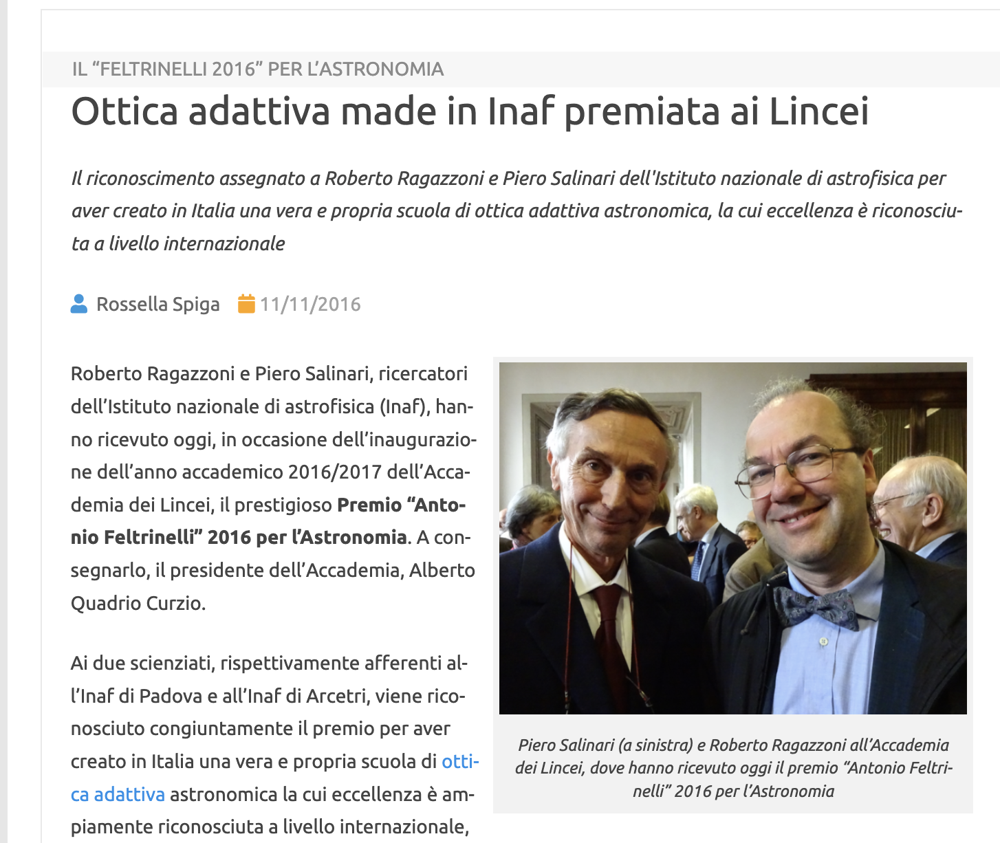 IL “FELTRINELLI 2016” PER L’ASTRONOMIA
Ottica adattiva made in Inaf premiata ai Lincei
Il riconoscimento assegnato a Roberto Ragazzoni e Piero Salinari dell'Istituto nazionale di astrofisica per
aver creato in Italia una vera e propria scuola di ottica adattiva astronomica, la cui eccellenza è riconosciu-
ta a livello internazionale
Rossella Spiga 11/11/2016
Roberto Ragazzoni e Piero Salinari, ricercatori
dell’Istituto nazionale di astrofisica (Inaf), han-
no ricevuto oggi, in occasione dell’inaugurazio-
ne dell’anno accademico 2016/2017 dell’Acca-
demia dei Lincei, il prestigioso Premio “Anto-
nio Feltrinelli” 2016 per l’Astronomia. A con-
segnarlo, il presidente dell’Accademia, Alberto
Quadrio Curzio.
Ai due scienziati, rispettivamente afferenti al-
l’Inaf di Padova e all’Inaf di Arcetri, viene rico-
nosciuto congiuntamente il premio per aver
creato in Italia una vera e propria scuola di otti-
ca adattiva astronomica la cui eccellenza è am-
piamente riconosciuta a livello internazionale,
Piero Salinari (a sinistra) e Roberto Ragazzoni all’Accademia
dei Lincei, dove hanno ricevuto oggi il premio “Antonio Feltri-
nelli” 2016 per l’Astronomia